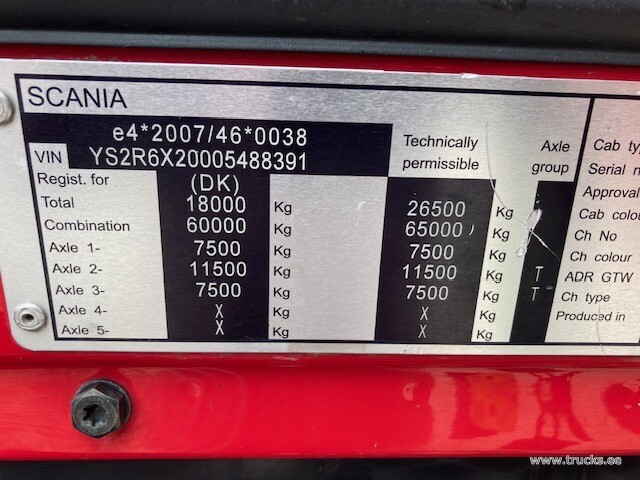 SCANIA
e4*2007/46*0038
VIN YS2R6X20005488391
Technically permissible
Axle group
Regist. for (DK)
Total 18000 Kg 26500 Kg
Combination 60000 Kg 65000 Kg
Axle 1- 7500 Kg 7500 Kg
Axle 2- 11500 Kg 11500 Kg T
Axle 3- 7500 Kg 7500 Kg T
Axle 4- X Kg X Kg
Axle 5- X Kg X Kg
Cab ty
Serial n
Approval
Cab colou
Ch No
Ch colour
ADR GTW
Ch type
Produced in
www.trucks.ee